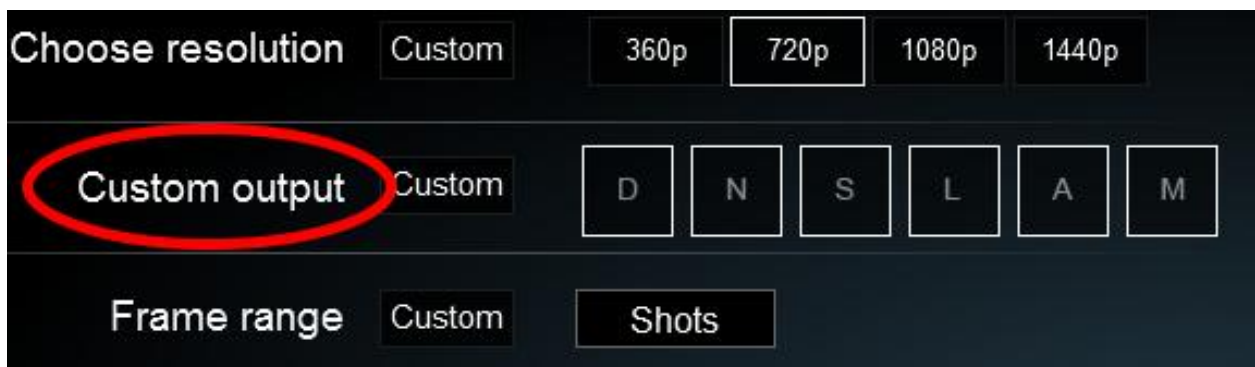 Choose resolution Custom 360p 720p 1080p 1440p
Custom output Custom D N S L A M
Frame range Custom Shots